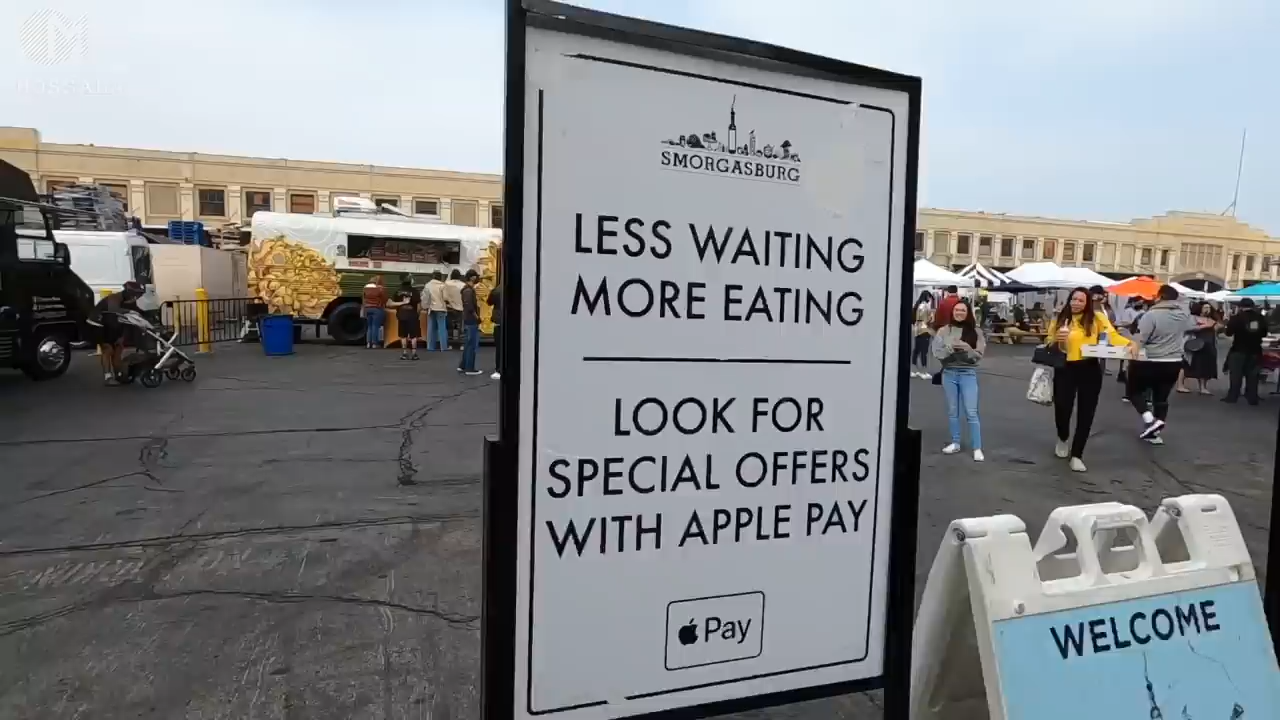 SMORGASBURG
LESS WAITING
MORE EATING
LOOK FOR
SPECIAL OFFERS
WITH APPLE PAY
Pay
WELCOME